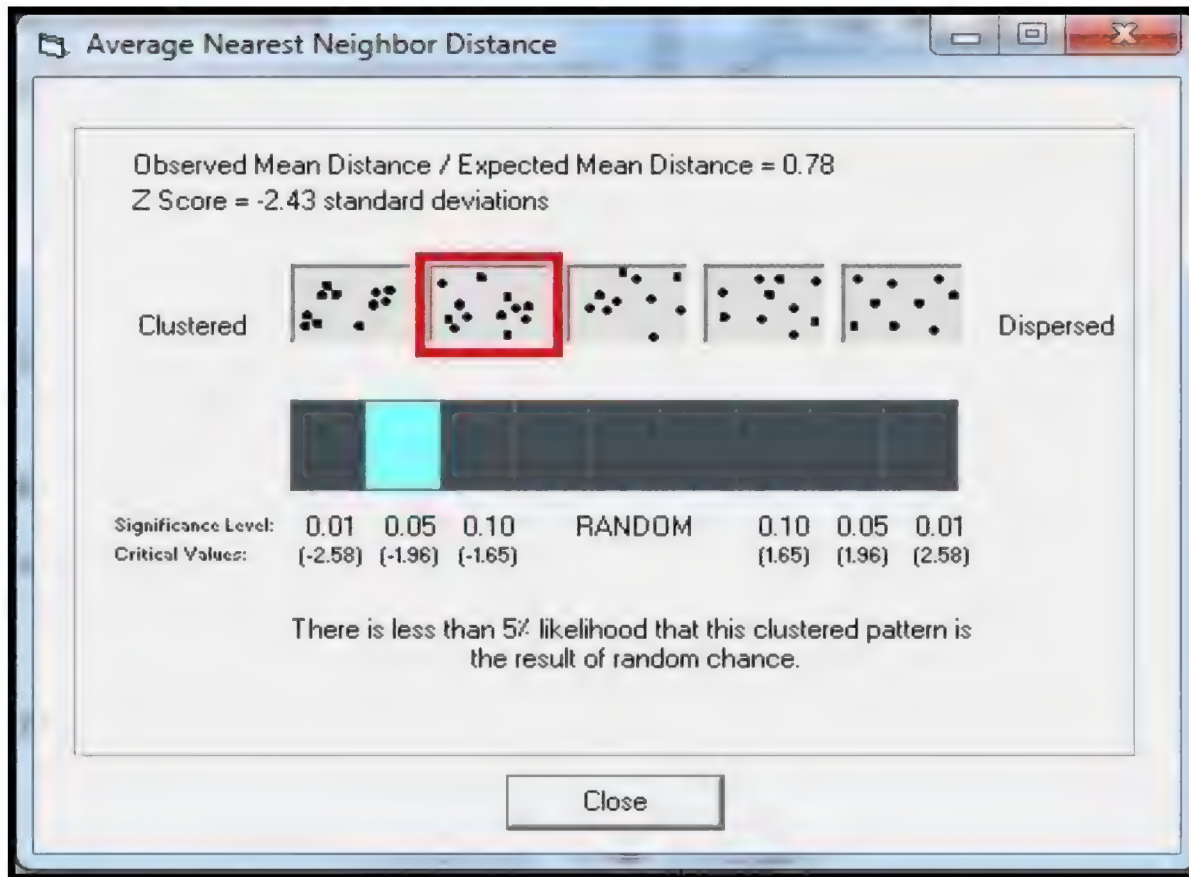 Average Nearest Neighbor Distance
Observed Mean Distance / Expected Mean Distance = 0.78
Z Score = -2.43 standard deviations
Clustered
Dispersed
Significance Level: 0.01 0.05 0.10 RANDOM 0.10 0.05 0.01
Critical Values: (-2.58) (-1.96) (-1.65) (1.65) (1.96) (2.58)
There is less than 5% likelihood that this clustered pattern is
the result of random chance.
Close